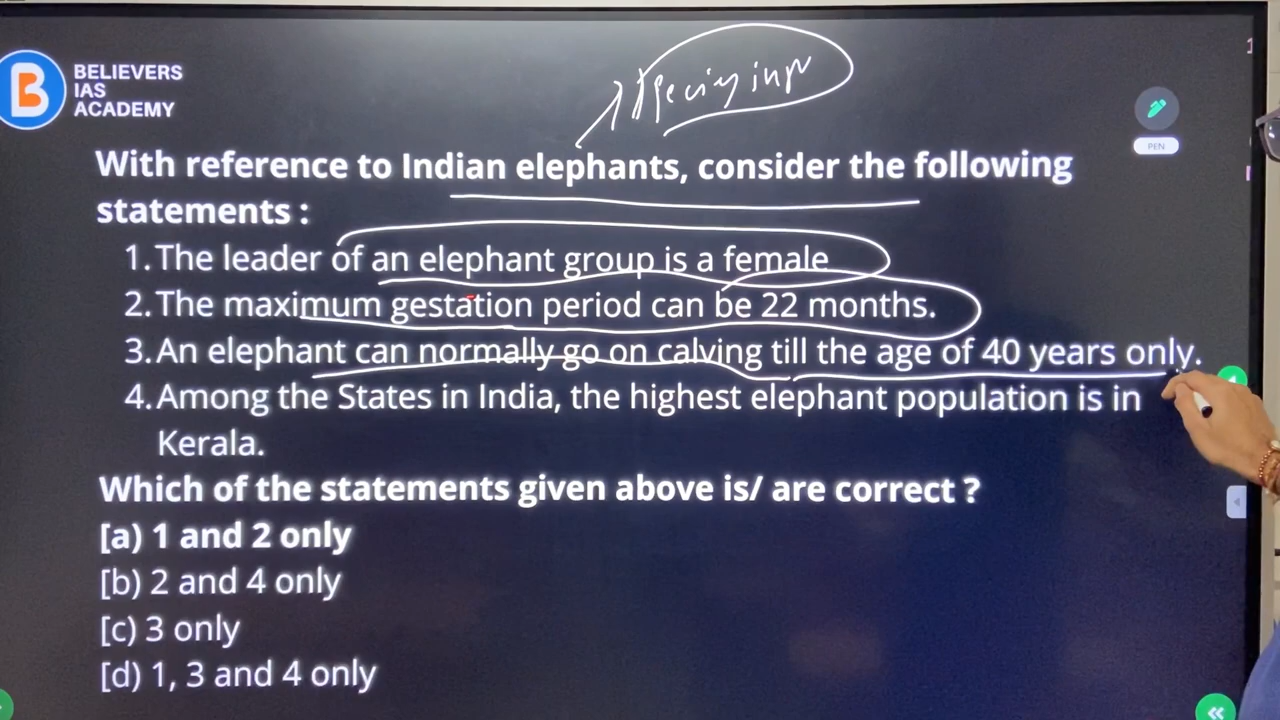 BELIEVERS
IAS
ACADEMY
PEN
With reference to Indian elephants, consider the following
statements :
1. The leader of an elephant group is a female
2. The maximum gestation period can be 22 months.
3. An elephant can normally go on calving till the age of 40 years only.
4. Among the States in India, the highest elephant population is in
Kerala.
Which of the statements given above is/ are correct ?
[a) 1 and 2 only
[b) 2 and 4 only
[c) 3 only
[d) 1, 3 and 4 only